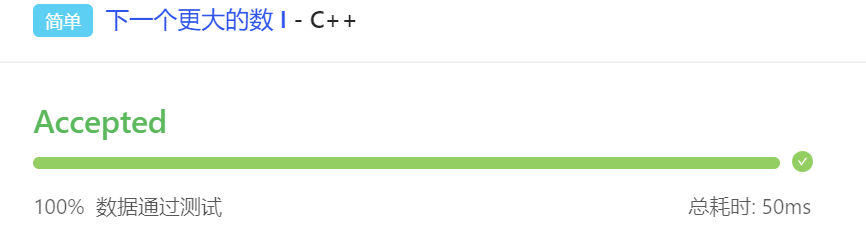 简单 下一个更大的数 I - C++
Accepted
100% 数据通过测试 总耗时: 50ms